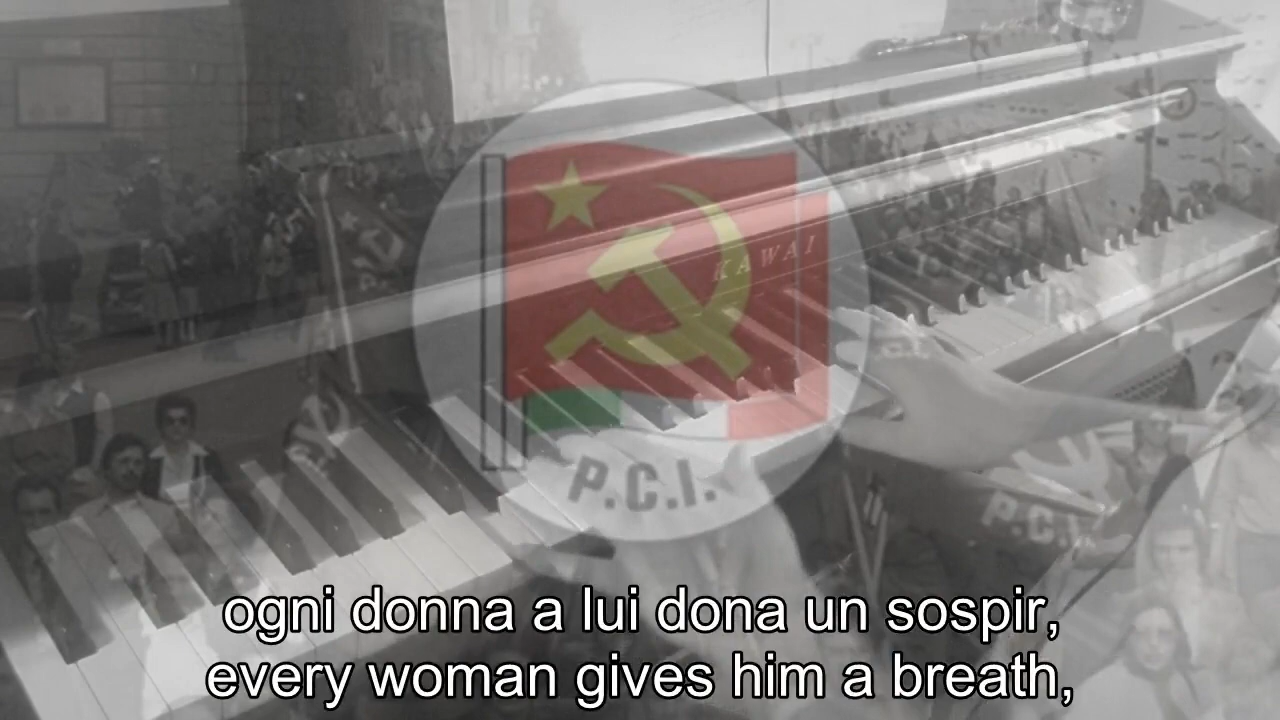 KAWAI
P.C.I.
P.C.I.
ogni donna a lui dona un sospir,
every woman gives him a breath,